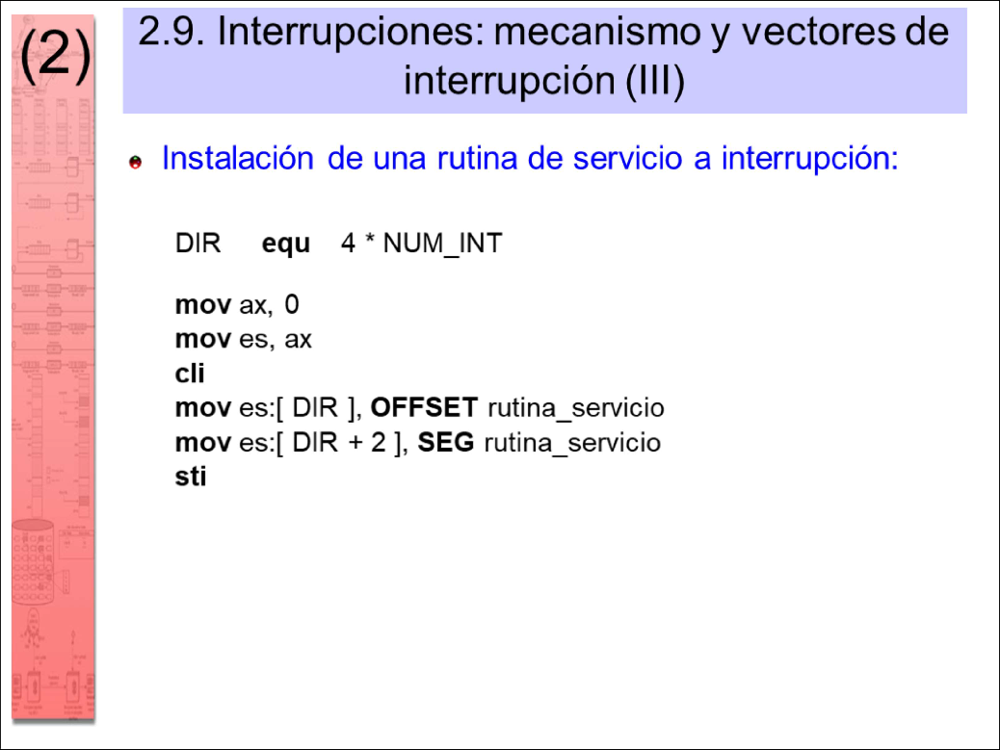 (2)
2.9. Interrupciones: mecanismo y vectores de
interrupción (III)
Instalación de una rutina de servicio a interrupción:
DIR equ 4 * NUM_INT
mov ax, 0
mov es, ax
cli
mov es:[ DIR ], OFFSET rutina_servicio
mov es:[ DIR + 2 ], SEG rutina_servicio
sti